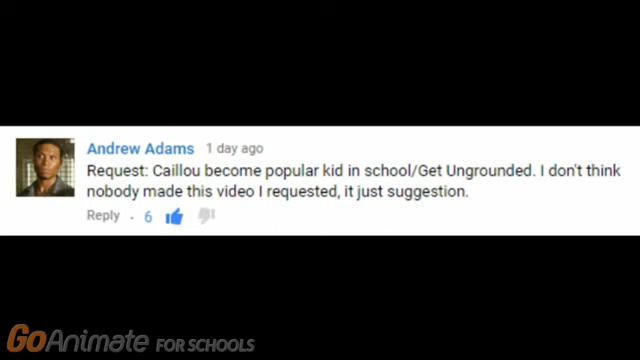 Andrew Adams 1 day ago
Request: Caillou become popular kid in school/Get Ungrounded. I don't think
nobody made this video I requested, it just suggestion.
Reply . 6
GoAnimate FOR SCHOOLS